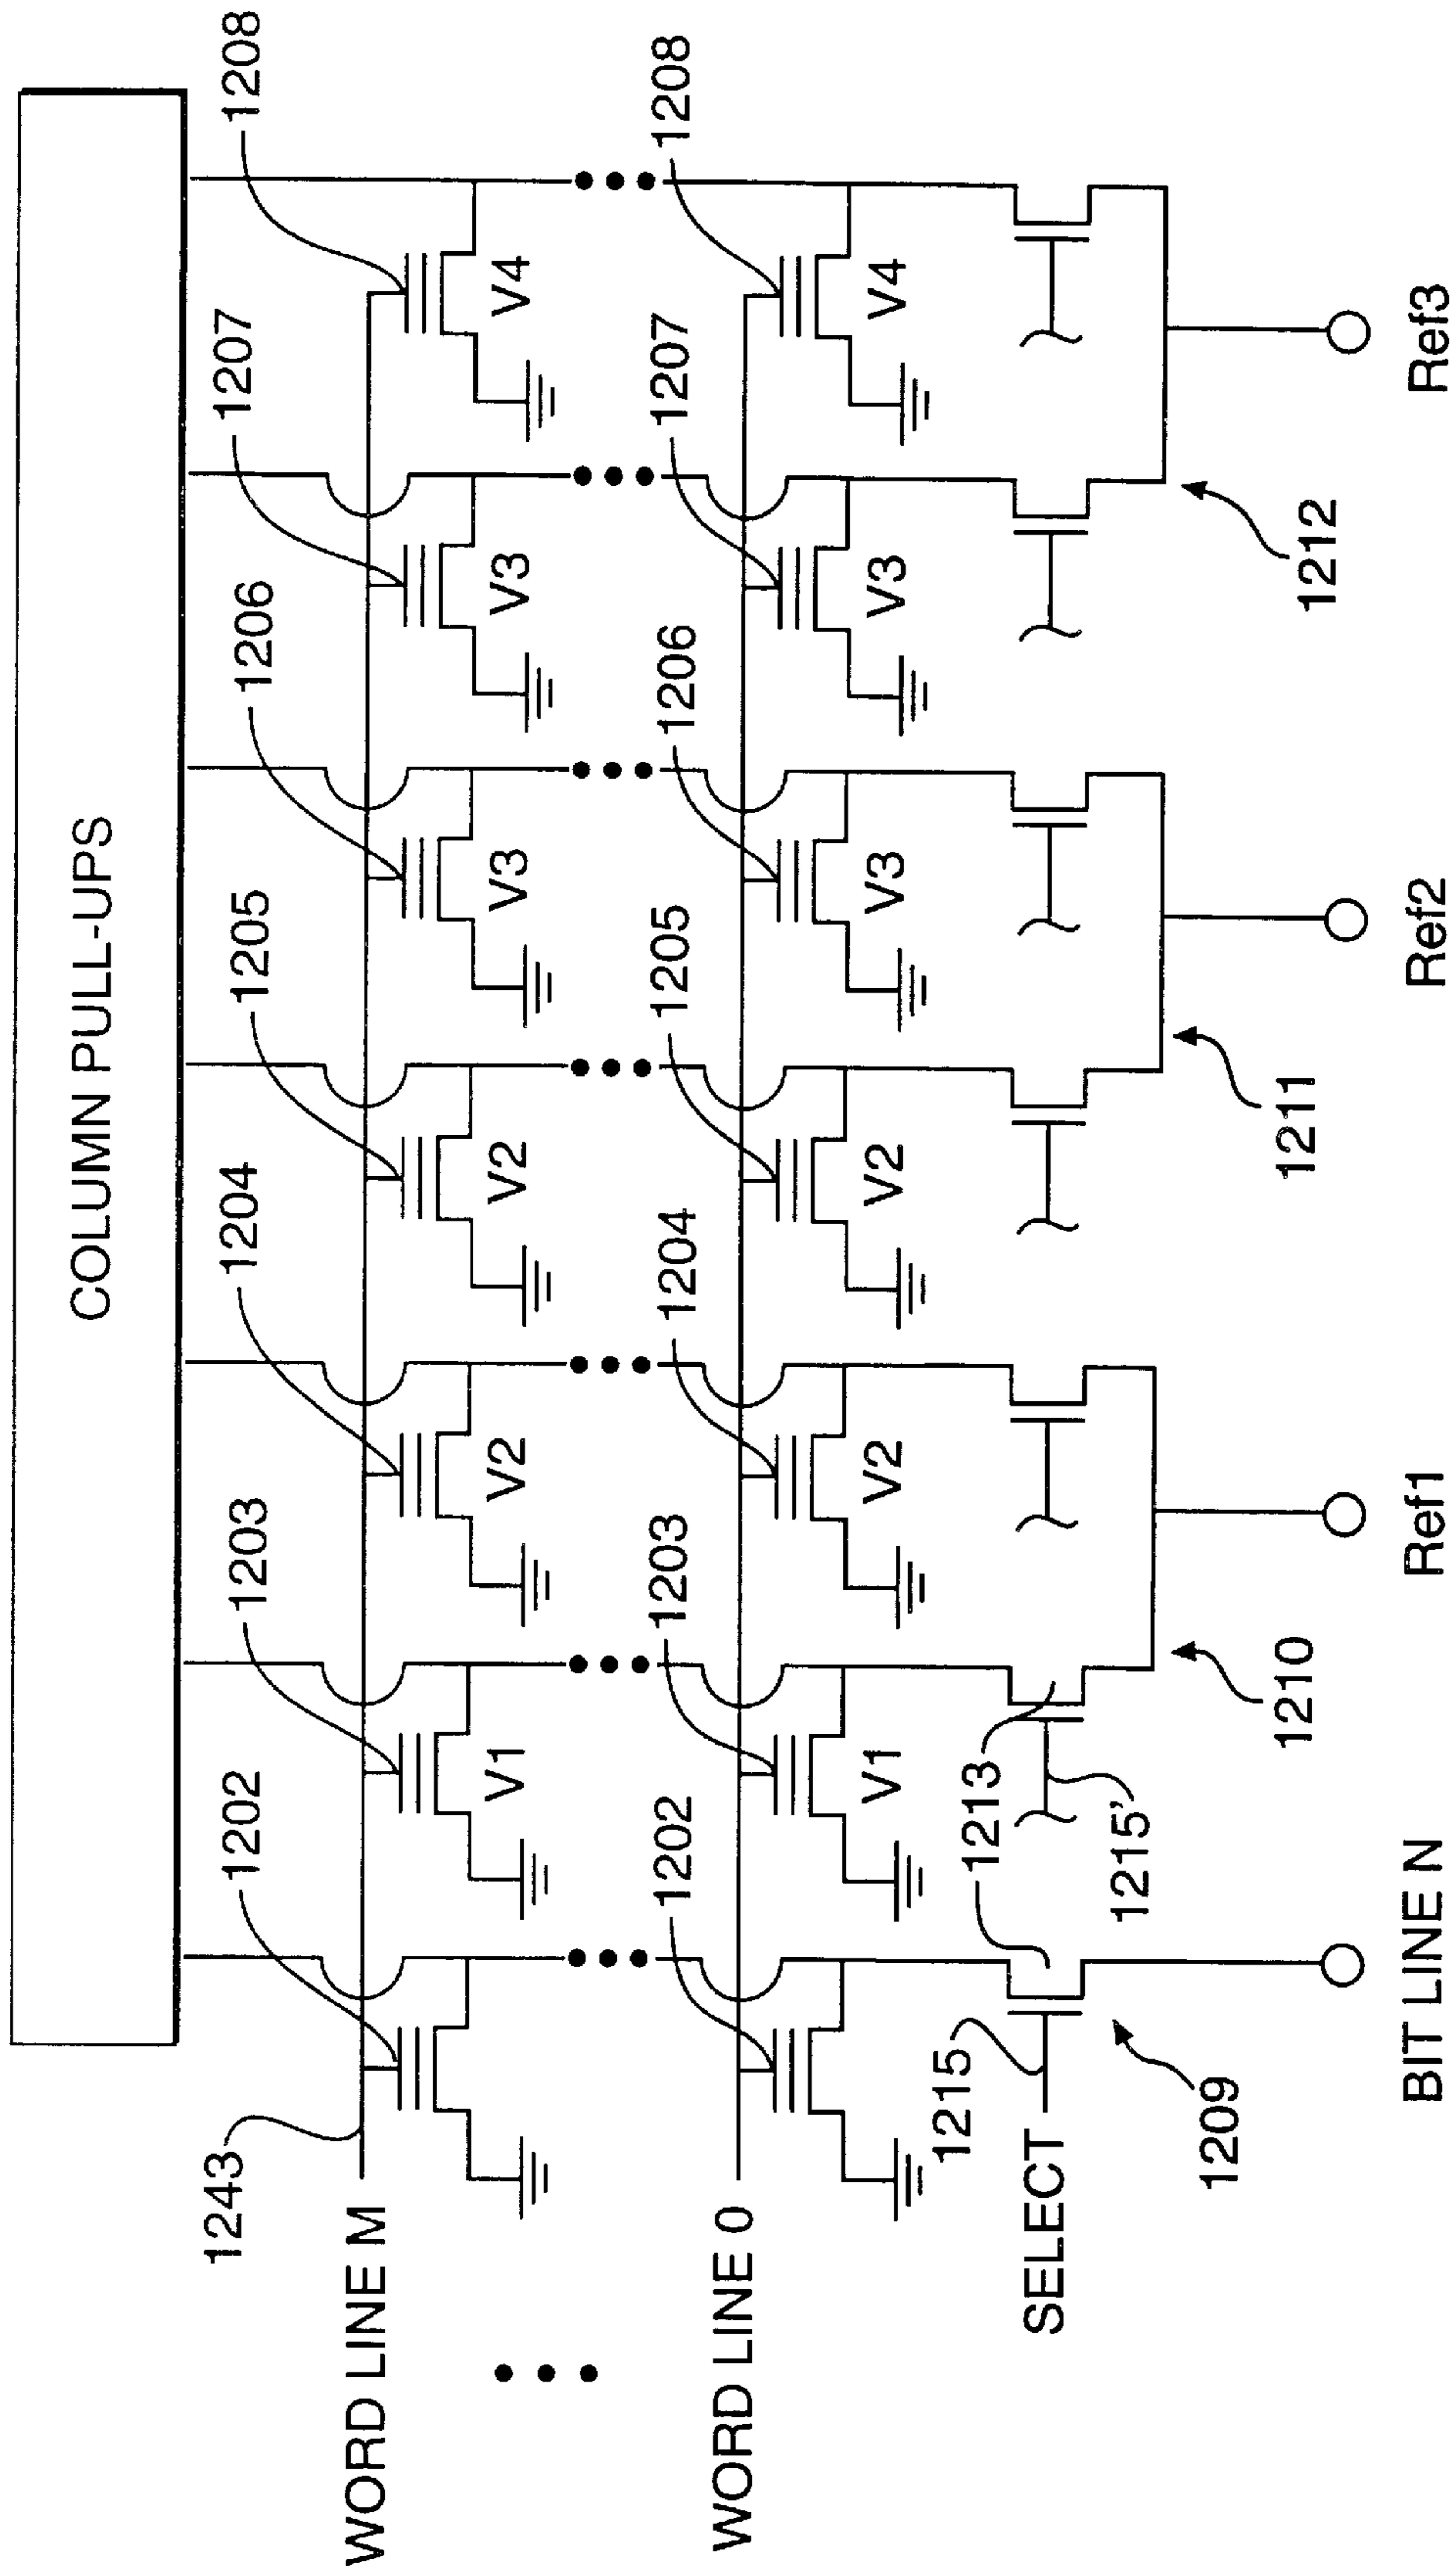 COLUMN PULL-UPS
1243 1202 1203 1204 1205 1206 1207 1208
WORD LINE M
V1 V2 V2 V3 V3 V4
1202 1203 1204 1205 1206 1207 1208
WORD LINE 0
V1 V2 V2 V3 V3 V4
1215 1213
SELECT
1215'
1209 1210 1211 1212
BIT LINE N Ref1 Ref2 Ref3